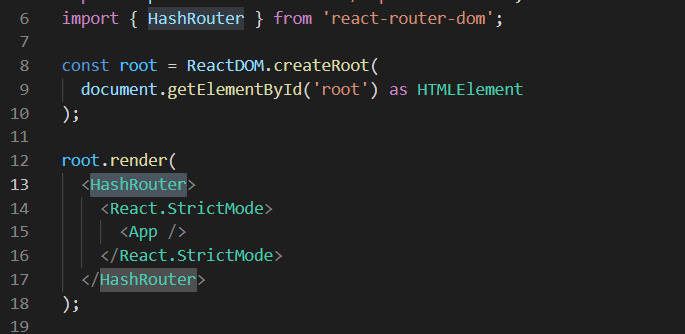 6 import { HashRouter } from 'react-router-dom';
7
8 const root = ReactDOM.createRoot(
9 document.getElementById('root') as HTMLElement
10 );
11
12 root.render(
13 <HashRouter>
14 <React.StrictMode>
15 <App />
16 </React.StrictMode>
17 </HashRouter>
18 );
19